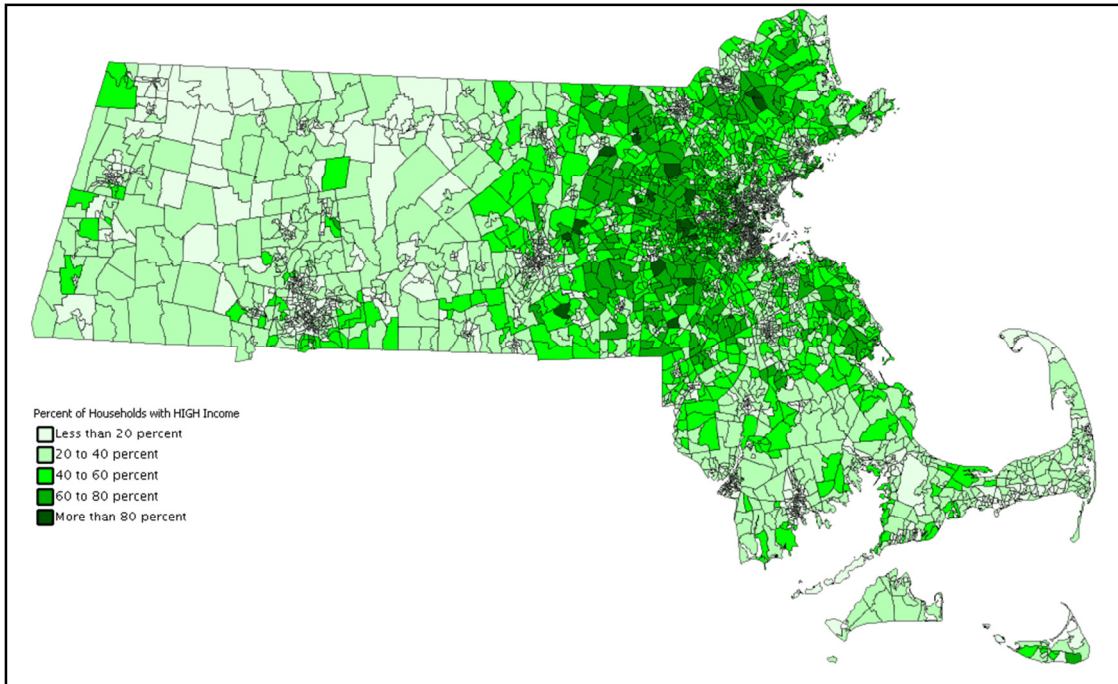 Percent of Households with HIGH Income
Less than 20 percent
20 to 40 percent
40 to 60 percent
60 to 80 percent
More than 80 percent